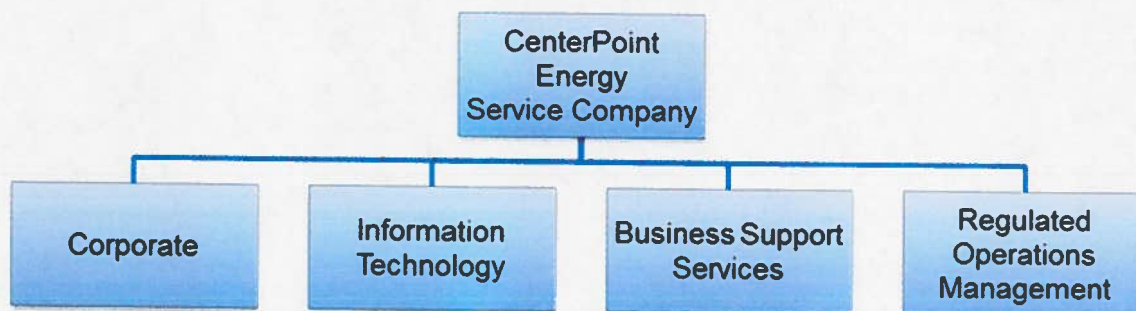 CenterPoint
Energy
Service Company
Corporate
Information
Technology
Business Support
Services
Regulated
Operations
Management